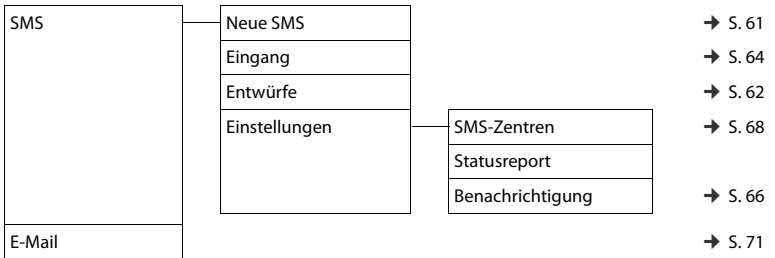 SMS Neue SMS ➔ S. 61
Eingang ➔ S. 64
Entwürfe ➔ S. 62
Einstellungen SMS-Zentren ➔ S. 68
Statusreport
Benachrichtigung ➔ S. 66
E-Mail ➔ S. 71